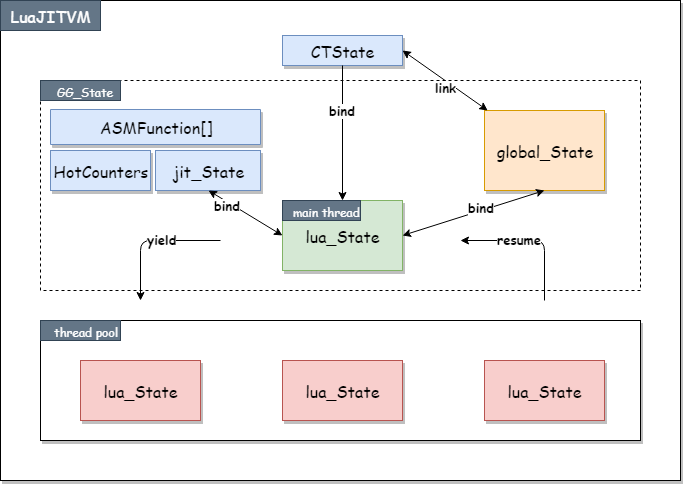 LuaJITVM
CTState
link
GG_State
bind
ASMFunction[]
global_State
HotCounters
jit_State
bind
main thread
bind
lua_State
yield
resume
thread pool
lua_State
lua_State
lua_State